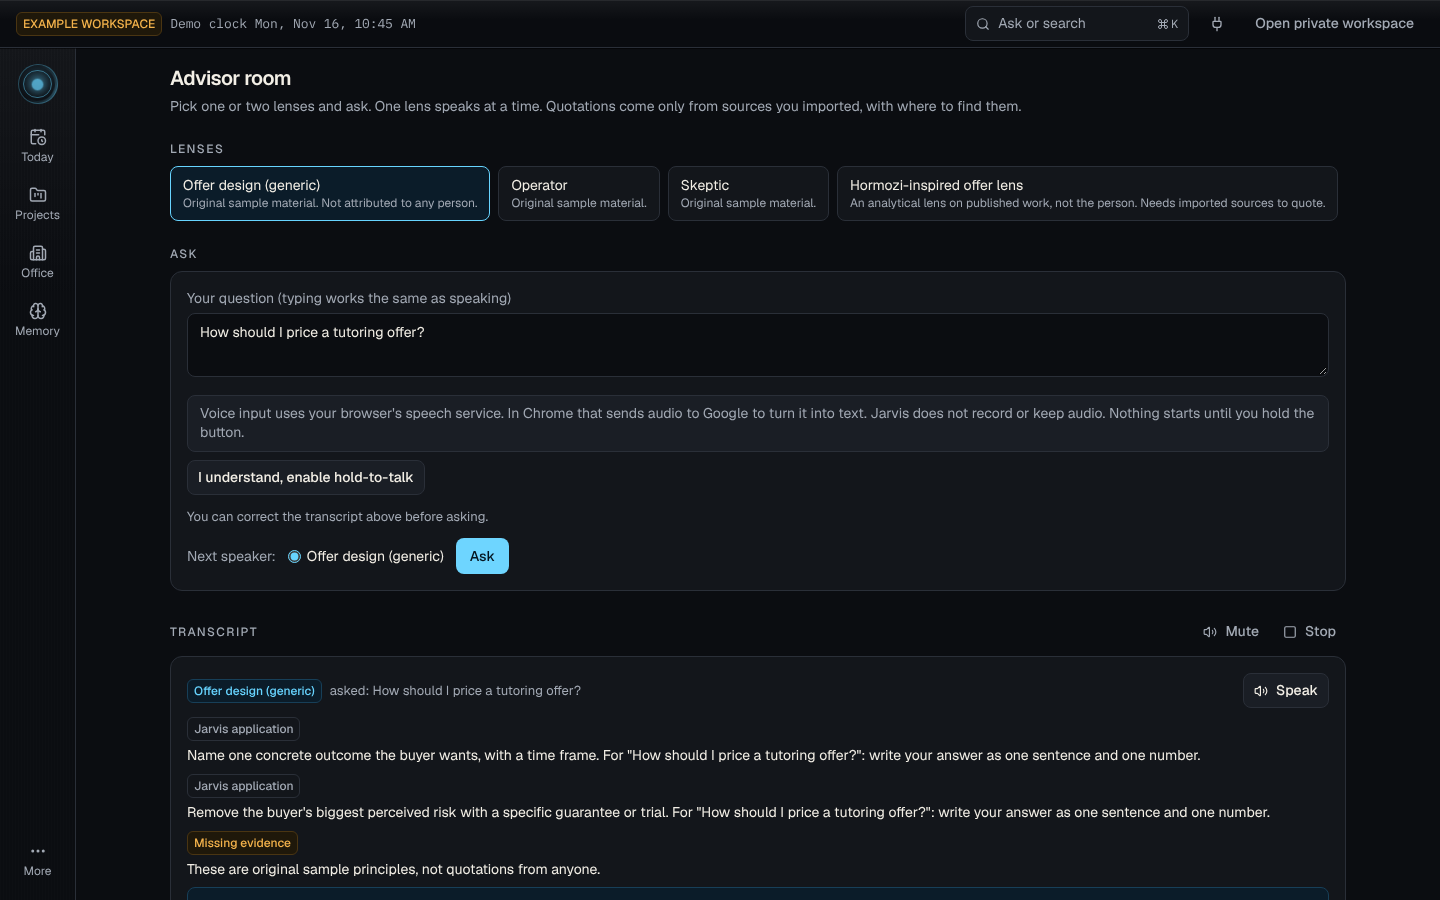 EXAMPLE WORKSPACE Demo clock Mon, Nov 16, 10:45 AM
Ask or search ⌘K
Open private workspace
Today
Projects
Office
Memory
More
Advisor room
Pick one or two lenses and ask. One lens speaks at a time. Quotations come only from sources you imported, with where to find them.
LENSES
Offer design (generic)
Original sample material. Not attributed to any person.
Operator
Original sample material.
Skeptic
Original sample material.
Hormozi-inspired offer lens
An analytical lens on published work, not the person. Needs imported sources to quote.
ASK
Your question (typing works the same as speaking)
How should I price a tutoring offer?
Voice input uses your browser's speech service. In Chrome that sends audio to Google to turn it into text. Jarvis does not record or keep audio. Nothing starts until you hold the
button.
I understand, enable hold-to-talk
You can correct the transcript above before asking.
Next speaker: Offer design (generic) Ask
TRANSCRIPT
Mute
Stop
Offer design (generic) asked: How should I price a tutoring offer?
Speak
Jarvis application
Name one concrete outcome the buyer wants, with a time frame. For "How should I price a tutoring offer?": write your answer as one sentence and one number.
Jarvis application
Remove the buyer's biggest perceived risk with a specific guarantee or trial. For "How should I price a tutoring offer?": write your answer as one sentence and one number.
Missing evidence
These are original sample principles, not quotations from anyone.